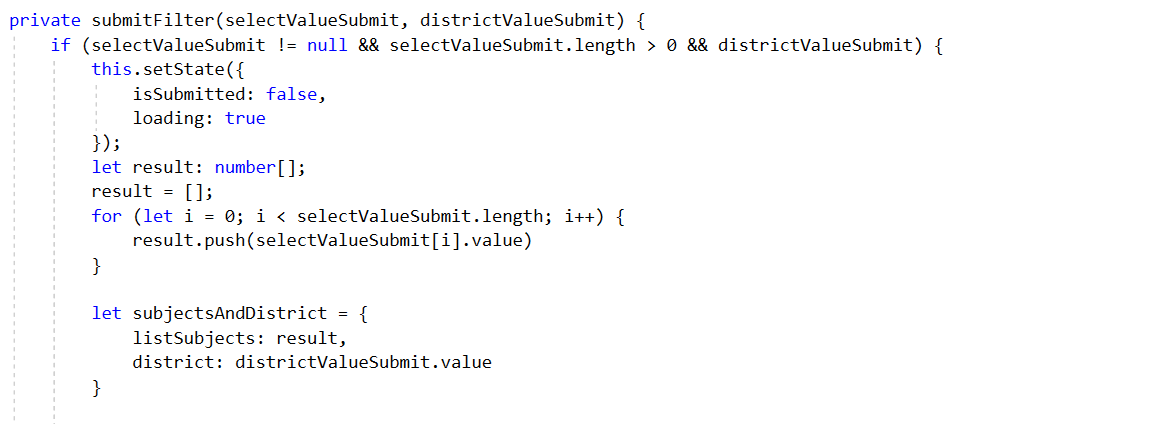 private submitFilter(selectValueSubmit, districtValueSubmit) {
    if (selectValueSubmit != null && selectValueSubmit.length > 0 && districtValueSubmit) {
        this.setState({
            isSubmitted: false,
            loading: true
        });
        let result: number[];
        result = [];
        for (let i = 0; i < selectValueSubmit.length; i++) {
            result.push(selectValueSubmit[i].value)
        }

        let subjectsAndDistrict = {
            listSubjects: result,
            district: districtValueSubmit.value
        }